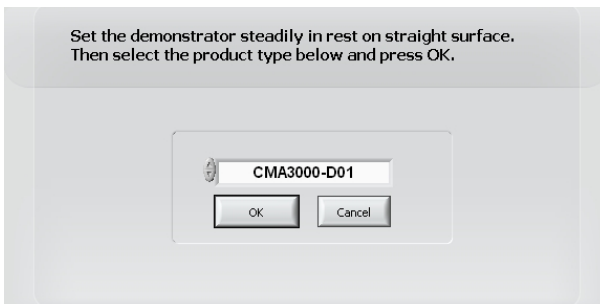 Set the demonstrator steadily in rest on straight surface.
Then select the product type below and press OK.
CMA3000-D01
OK Cancel